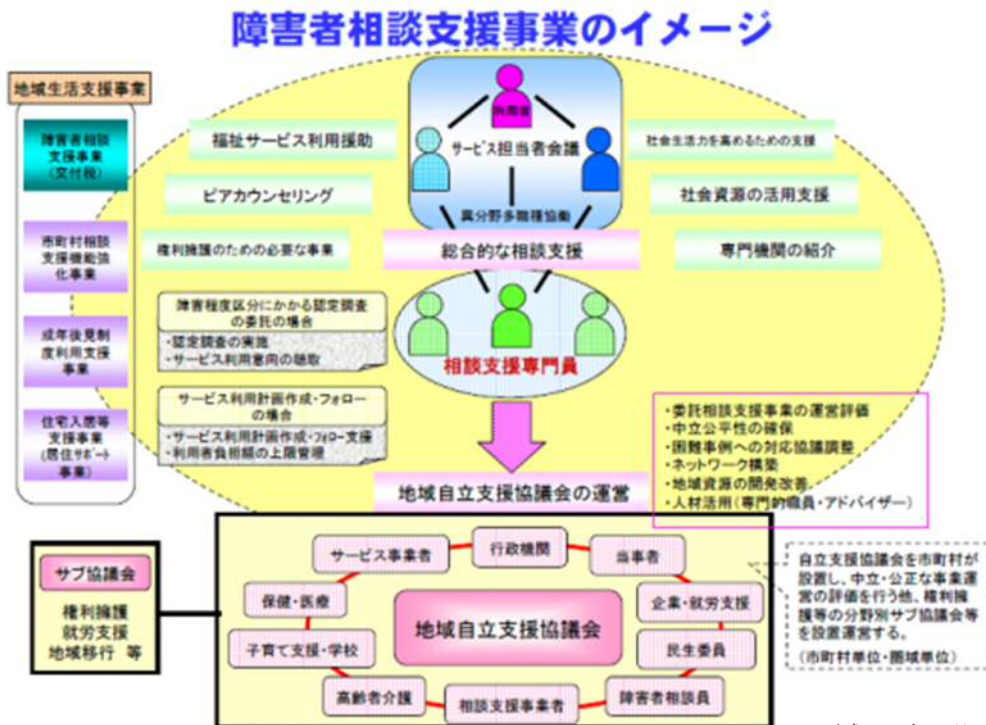 障害者相談支援事業のイメージ
地域生活支援事業
障害者相談
支援事業
(交付税)
市町村相談
支援機能強
化事業
成年後見制
度利用支援
事業
住宅入居等
支援事業
(居住サポート
事業)
福祉サービス利用援助
ピアカウンセリング
権利擁護のための必要な事業
利用者
サービス担当者会議
異分野多職種協働
総合的な相談支援
社会生活力を高めるための支援
社会資源の活用支援
専門機関の紹介
障害程度区分にかかる認定調査
の委託の場合
・認定調査の実施
・サービス利用意向の聴取
サービス利用計画作成・フォロー
の場合
・サービス利用計画作成・フォロー支援
・利用者負担額の上限管理
相談支援専門員
・委託相談支援事業の運営評価
・中立公平性の確保
・困難事例への対応協議調整
・ネットワーク構築
・地域資源の開発改善
・人材活用(専門的職員・アドバイザー)
地域自立支援協議会の運営
サブ協議会
権利擁護
就労支援
地域移行 等
サービス事業者
行政機関
当事者
保健・医療
企業・就労支援
地域自立支援協議会
子育て支援・学校
民生委員
高齢者介護
相談支援事業者
障害者相談員
自立支援協議会を市町村が
設置し、中立・公正な事業運
営の評価を行う他、権利擁
護等の分野別サブ協議会等
を設置運営する。
(市町村単位・圏域単位)